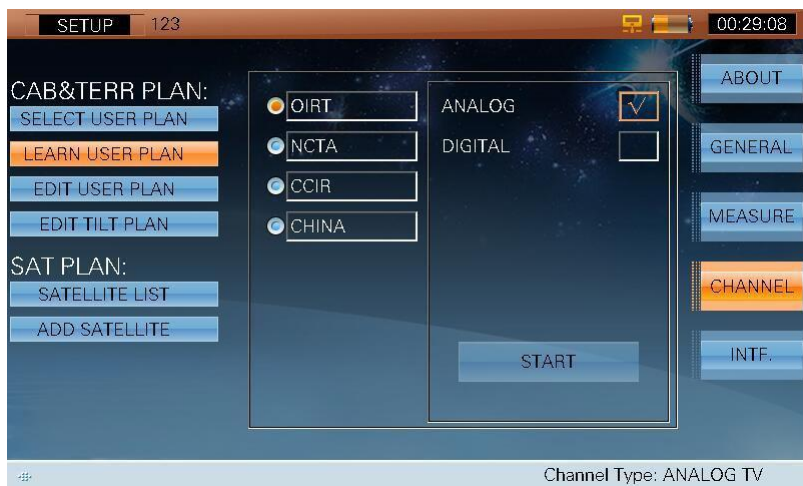 SETUP 123 00:29:08
CAB&TERR PLAN:
SELECT USER PLAN
LEARN USER PLAN
EDIT USER PLAN
EDIT TILT PLAN
SAT PLAN:
SATELLITE LIST
ADD SATELLITE
OIRT
NCTA
CCIR
CHINA
ANALOG √
DIGITAL
START
ABOUT
GENERAL
MEASURE
CHANNEL
INTF.
Channel Type: ANALOG TV